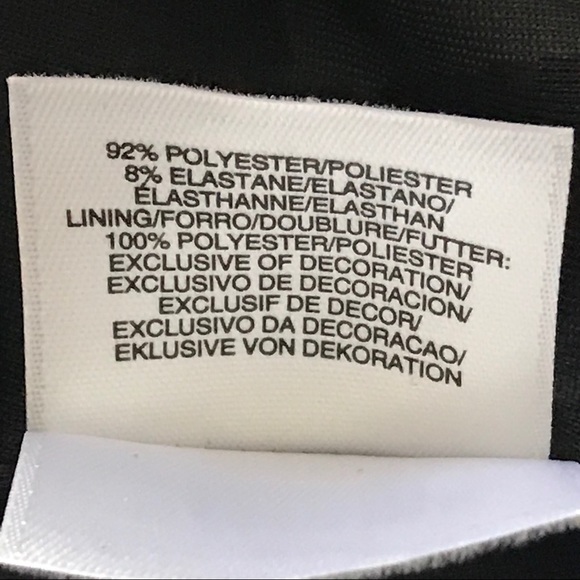 92% POLYESTER/POLIESTER
8% ELASTANE/ELASTANO/
ÉLASTHANNE/ELASTHAN
LINING/FORRO/DOUBLURE/FUTTER:
100% POLYESTER/POLIESTER
EXCLUSIVE OF DECORATION/
EXCLUSIVO DE DECORACION/
EXCLUSIF DE DECOR/
EXCLUSIVO DA DECORACAO/
EKLUSIVE VON DEKORATION